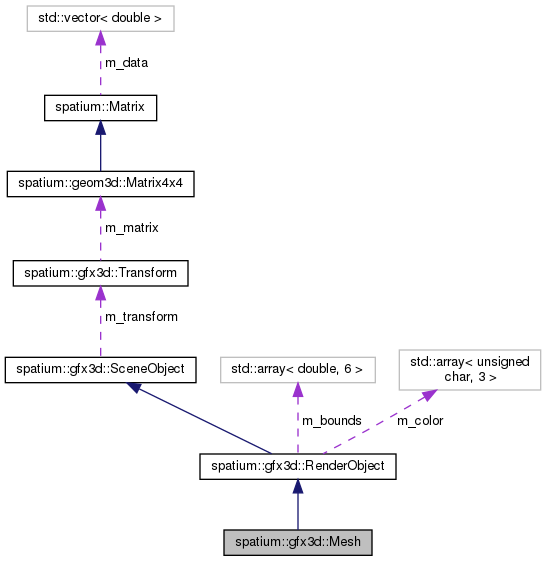 std::vector< double >
m_data
spatium::Matrix
spatium::geom3d::Matrix4x4
m_matrix
spatium::gfx3d::Transform
m_transform
spatium::gfx3d::SceneObject
std::array< double, 6 >
std::array< unsigned
char, 3 >
m_bounds
m_color
spatium::gfx3d::RenderObject
spatium::gfx3d::Mesh